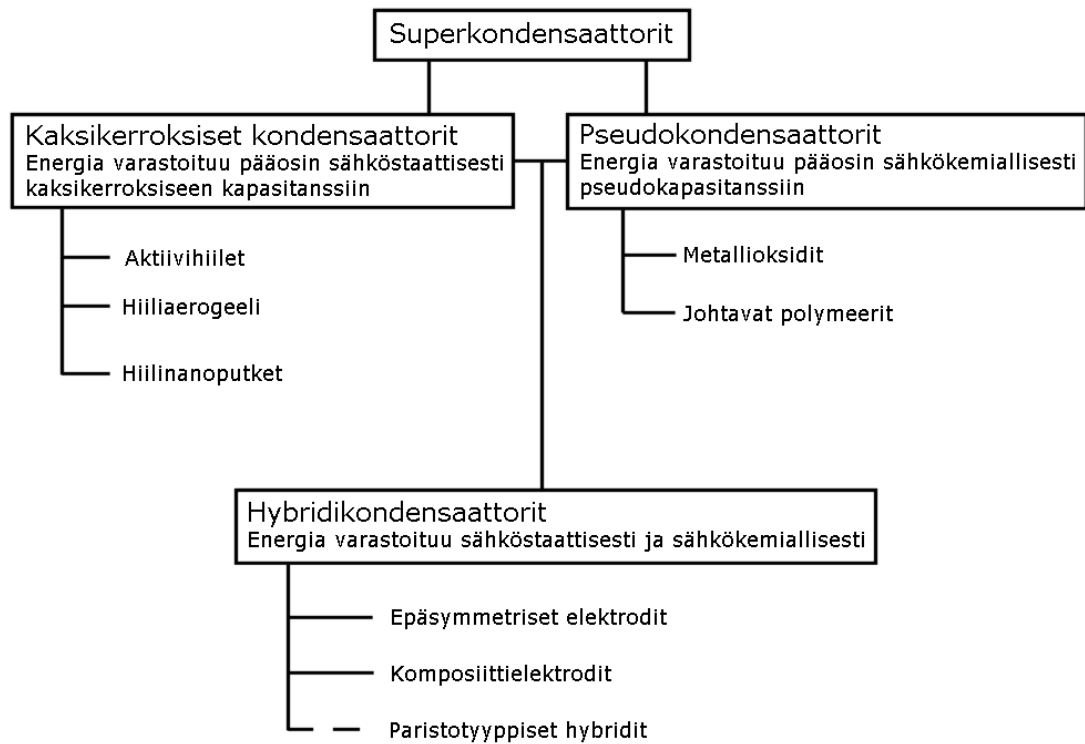 Superkondensaattorit
Kaksikerroksiset kondensaattorit
Energia varastoituu pääosin sähköstaattisesti
kaksikerroksiseen kapasitanssiin
Pseudokondensaattorit
Energia varastoituu pääosin sähkökemiallisesti
pseudokapasitanssiin
Aktiivihiilet
Hiiliaerogeeli
Hiilinanoputket
Metallioksidit
Johtavat polymeerit
Hybridikondensaattorit
Energia varastoituu sähköstaattisesti ja sähkökemiallisesti
Epäsymmetriset elektrodit
Komposiittielektrodit
Paristotyyppiset hybridit